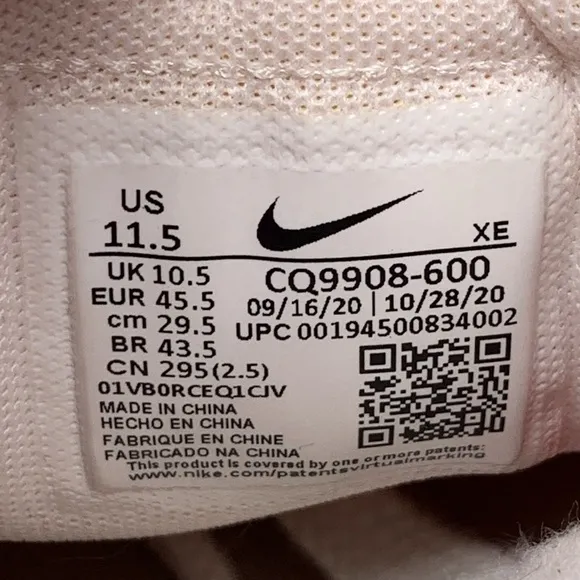 US
11.5
XE
UK 10.5
EUR 45.5
cm 29.5
BR 43.5
CN 295(2.5)
CQ9908-600
09/16/20 | 10/28/20
UPC 00194500834002
01VB0RCEQ1CJV
MADE IN CHINA
HECHO EN CHINA
FABRIQUE EN CHINE
FABRICADO NA CHINA
This product is covered by one or more patents:
www.nike.com/patentsvirtualmarking